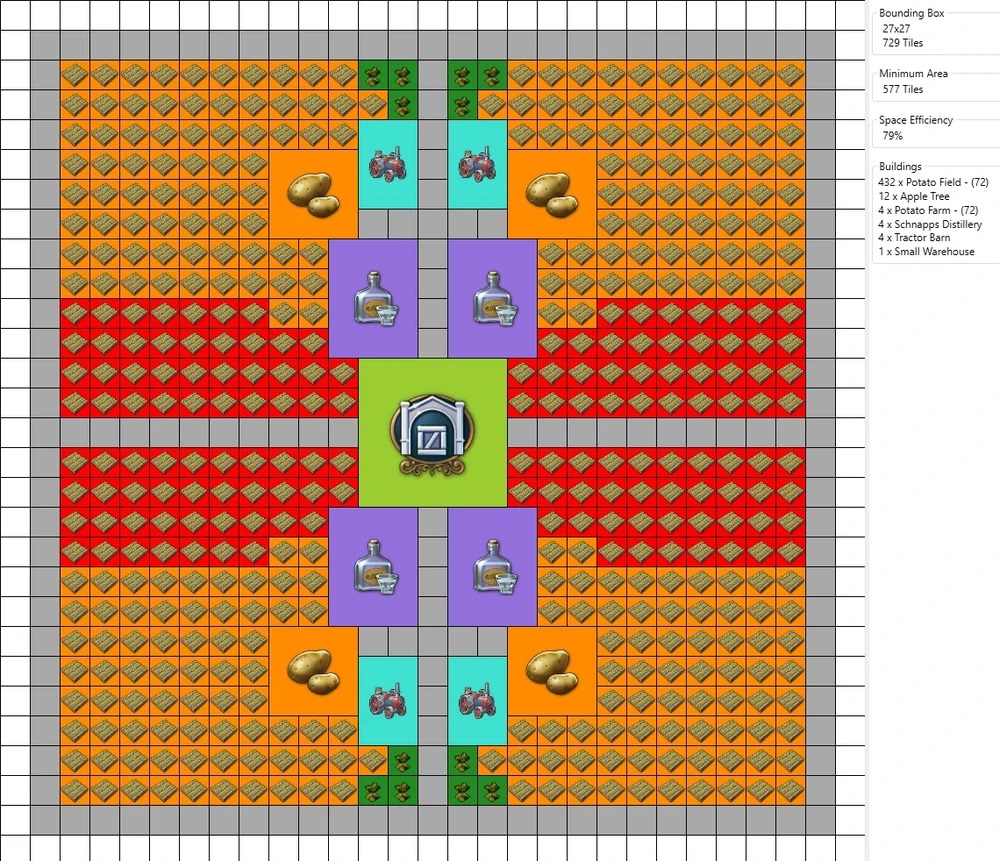 Bounding Box
27x27
729 Tiles
Minimum Area
577 Tiles
Space Efficiency
79%
Buildings
432 x Potato Field - (72)
12 x Apple Tree
4 x Potato Farm - (72)
4 x Schnapps Distillery
4 x Tractor Barn
1 x Small Warehouse